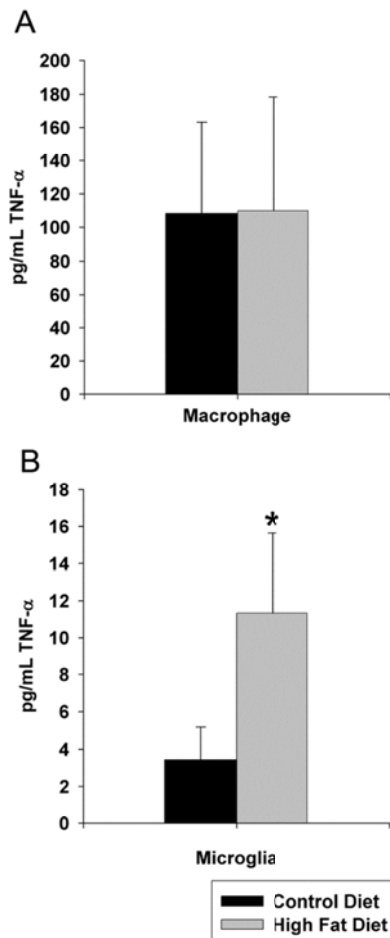 A
200
180
160
140
120
100
80
60
40
20
0
pg/mL TNF-α
Macrophage
B
18
16
14
12
10
8
6
4
2
0
pg/mL TNF-α
*
Microglia
Control Diet
High Fat Diet